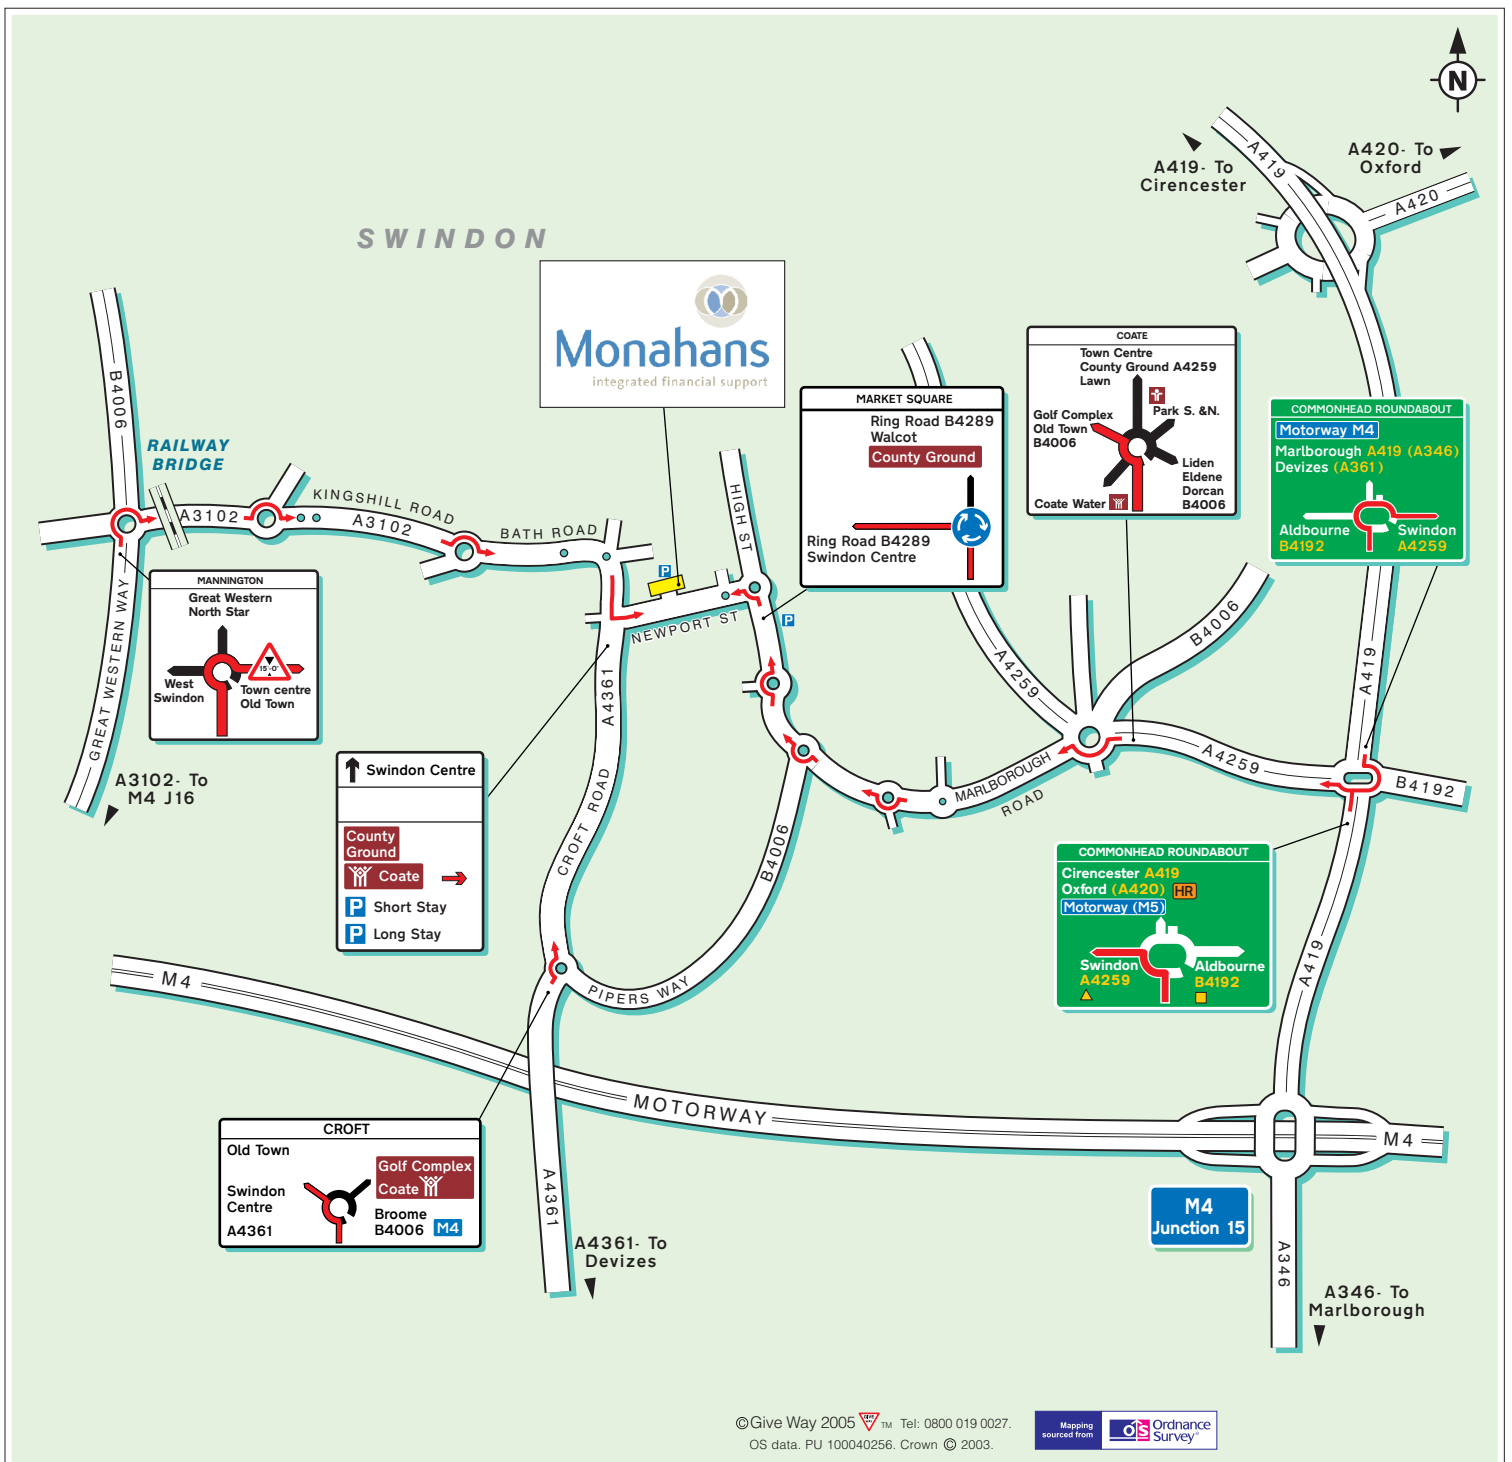 N
A419
A420- To
Oxford
A419- To
Cirencester
A420
SWINDON
Monahans
integrated financial support
B4006
RAILWAY
BRIDGE
A3102
KINGSHILL ROAD
A3102
BATH ROAD
HIGH ST
P
NEWPORT ST
P
MARKET SQUARE
Ring Road B4289
Walcot
County Ground
Ring Road B4289
Swindon Centre
COATE
Town Centre
County Ground A4259
Lawn
Park S. &N.
Golf Complex
Old Town
B4006
Liden
Eldene
Dorcan
B4006
Coate Water
COMMONHEAD ROUNDABOUT
Motorway M4
Marlborough A419 (A346)
Devizes (A361)
Aldbourne
B4192
Swindon
A4259
MANNINGTON
Great Western
North Star
West
Swindon
15'-0"
Town centre
Old Town
GREAT WESTERN WAY
A3102- To
M4 J16
A4361
CROFT ROAD
A4259
B4006
A419
A4259
B4192
MARLBOROUGH
ROAD
Swindon Centre
County
Ground
Coate
P Short Stay
P Long Stay
B4006
PIPERS WAY
COMMONHEAD ROUNDABOUT
Cirencester A419
Oxford (A420) HR
Motorway (M5)
Swindon
A4259
Aldbourne
B4192
A419
M4
MOTORWAY
M4
CROFT
Old Town
Swindon
Centre
A4361
Golf Complex
Coate
Broome
B4006 M4
A4361
A4361- To
Devizes
M4
Junction 15
A346
A346- To
Marlborough
©Give Way 2005 GIVE WAY TM Tel: 0800 019 0027.
OS data. PU 100040256. Crown © 2003.
Mapping
sourced from
OS Ordnance
Survey®